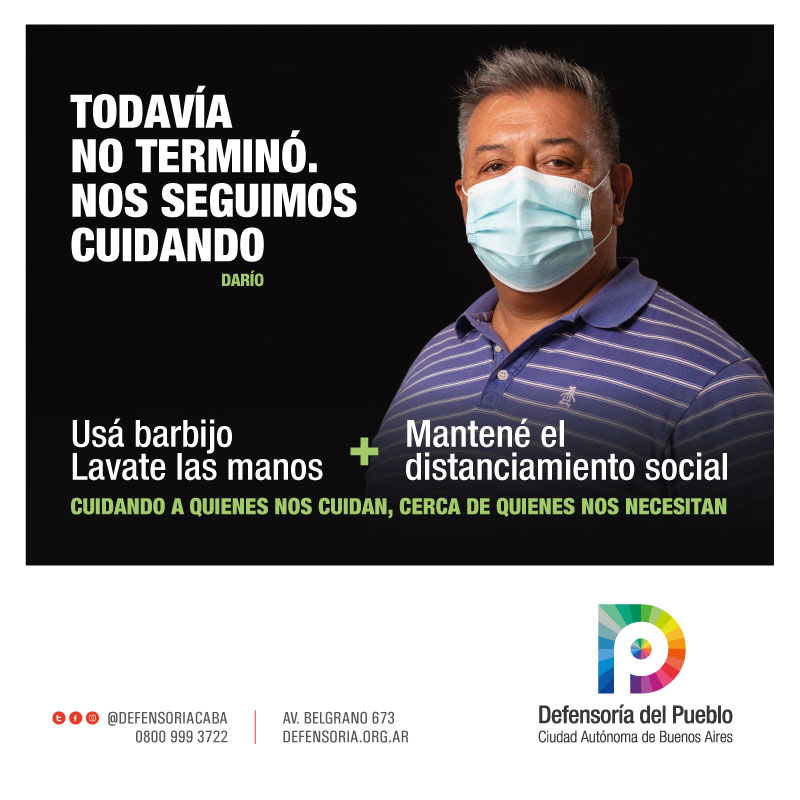 TODAVÍA
NO TERMINÓ.
NOS SEGUIMOS
CUIDANDO
DARÍO
Usá barbijo
Lavate las manos
+
Mantené el
distanciamiento social
CUIDANDO A QUIENES NOS CUIDAN, CERCA DE QUIENES NOS NECESITAN
@DEFENSORIACABA
0800 999 3722
AV. BELGRANO 673
DEFENSORIA.ORG.AR
DP
Defensoría del Pueblo
Ciudad Autónoma de Buenos Aires